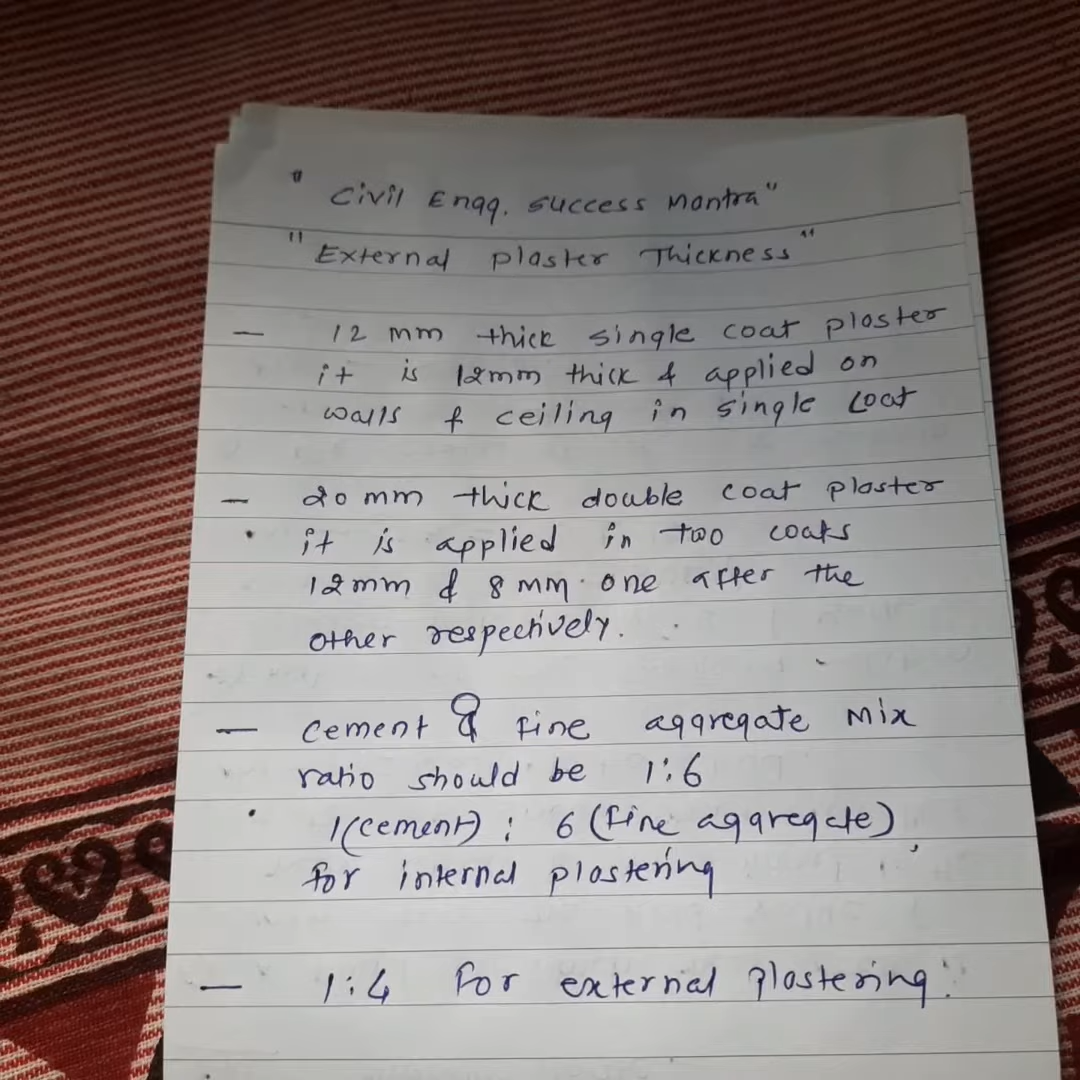 " Civil Engg. Success Mantra"
"External plaster Thickness"
— 12 mm thick single coat plaster
it is 12mm thick & applied on
walls & ceiling in single coat
— 20 mm thick double coat plaster
it is applied in two coats
12mm & 8 mm. one after the
other respectively.
— cement & fine aggregate Mix
ratio should be 1:6
1(cement) : 6 (fine aggregate)
for internal plastering
— 1:4 for external plastering.